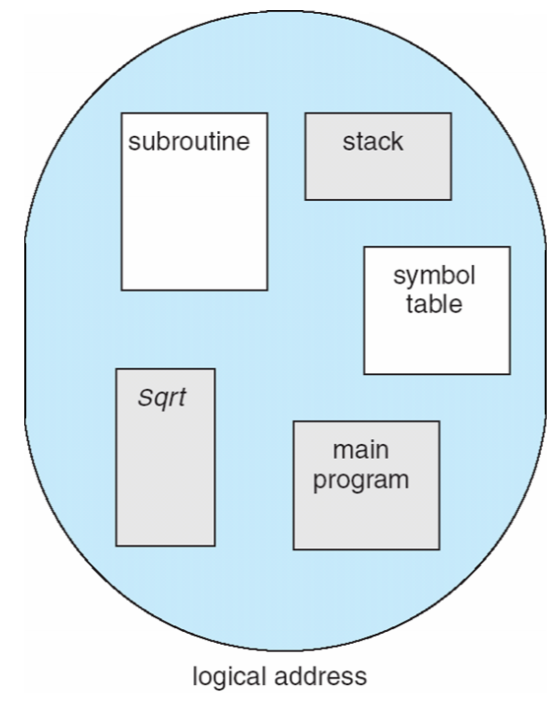 subroutine
stack
symbol
table
Sqrt
main
program
logical address